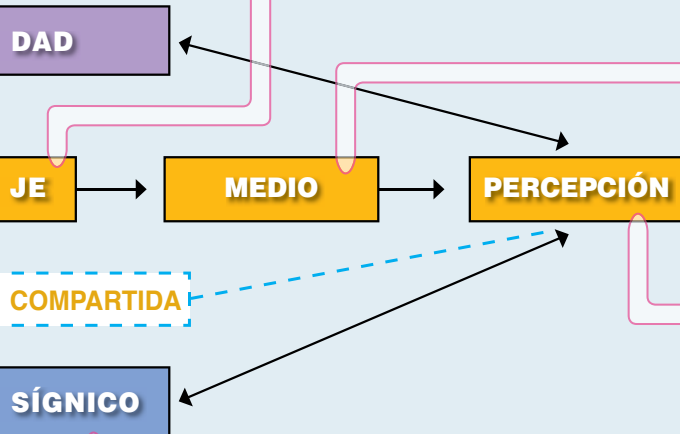 DAD
JE
MEDIO
PERCEPCIÓN
COMPARTIDA
SÍGNICO